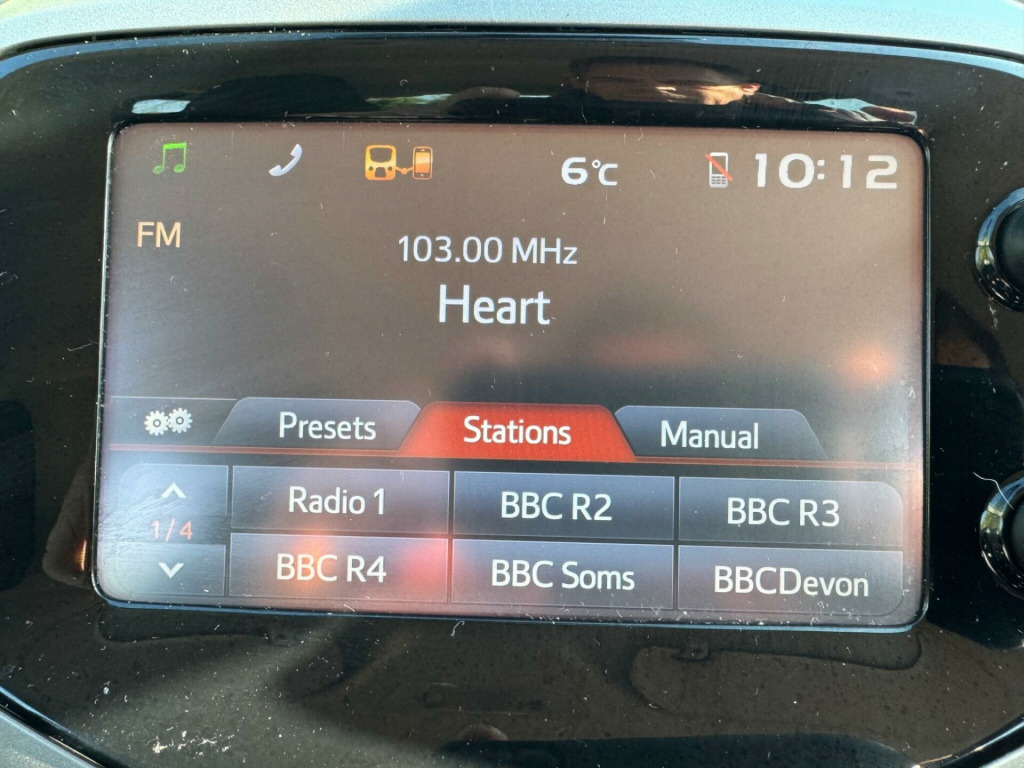 6°C 10:12
FM
103.00 MHz
Heart
Presets Stations Manual
Radio 1 BBC R2 BBC R3
1/4
BBC R4 BBC Soms BBCDevon